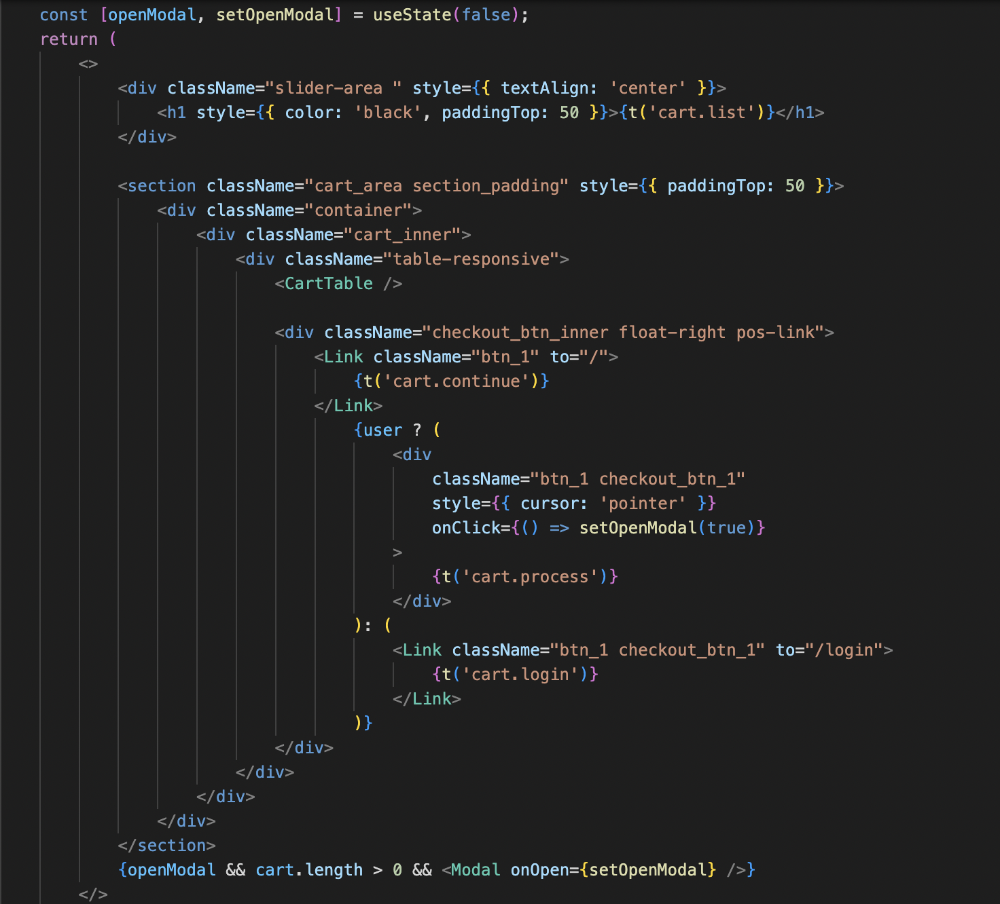 const [openModal, setOpenModal] = useState(false);
return (
    <>
        <div className="slider-area " style={{ textAlign: 'center' }}>
            <h1 style={{ color: 'black', paddingTop: 50 }}>{t('cart.list')}</h1>
        </div>

        <section className="cart_area section_padding" style={{ paddingTop: 50 }}>
            <div className="container">
                <div className="cart_inner">
                    <div className="table-responsive">
                        <CartTable />

                        <div className="checkout_btn_inner float-right pos-link">
                            <Link className="btn_1" to="/">
                                {t('cart.continue')}
                            </Link>
                                {user ? (
                                    <div
                                        className="btn_1 checkout_btn_1"
                                        style={{ cursor: 'pointer' }}
                                        onClick={() => setOpenModal(true)}
                                    >
                                        {t('cart.process')}
                                    </div>
                                ): (
                                    <Link className="btn_1 checkout_btn_1" to="/login">
                                        {t('cart.login')}
                                    </Link>
                                )}
                        </div>
                    </div>
                </div>
            </div>
        </section>
        {openModal && cart.length > 0 && <Modal onOpen={setOpenModal} />}
    </>